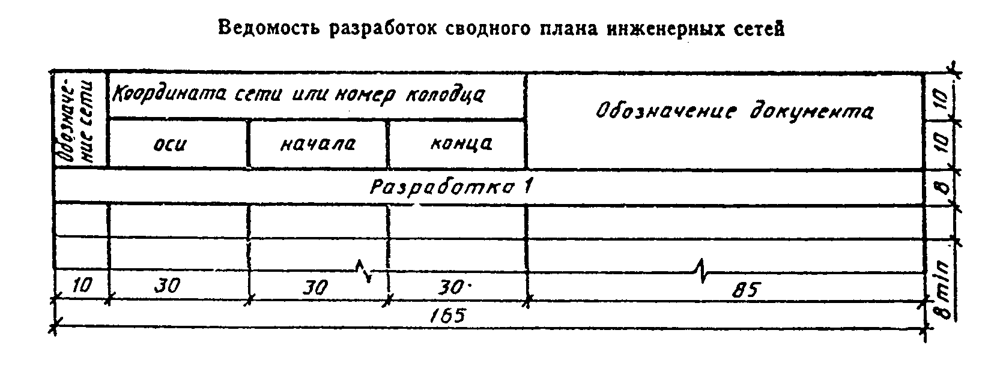 Ведомость разработок сводного плана инженерных сетей
Обозначе-
ние сети
Координата сети или номер колодца
Обозначение документа
оси
начала
конца
Разработка 1
10
10
8
8 min
10
30
30
30
85
165